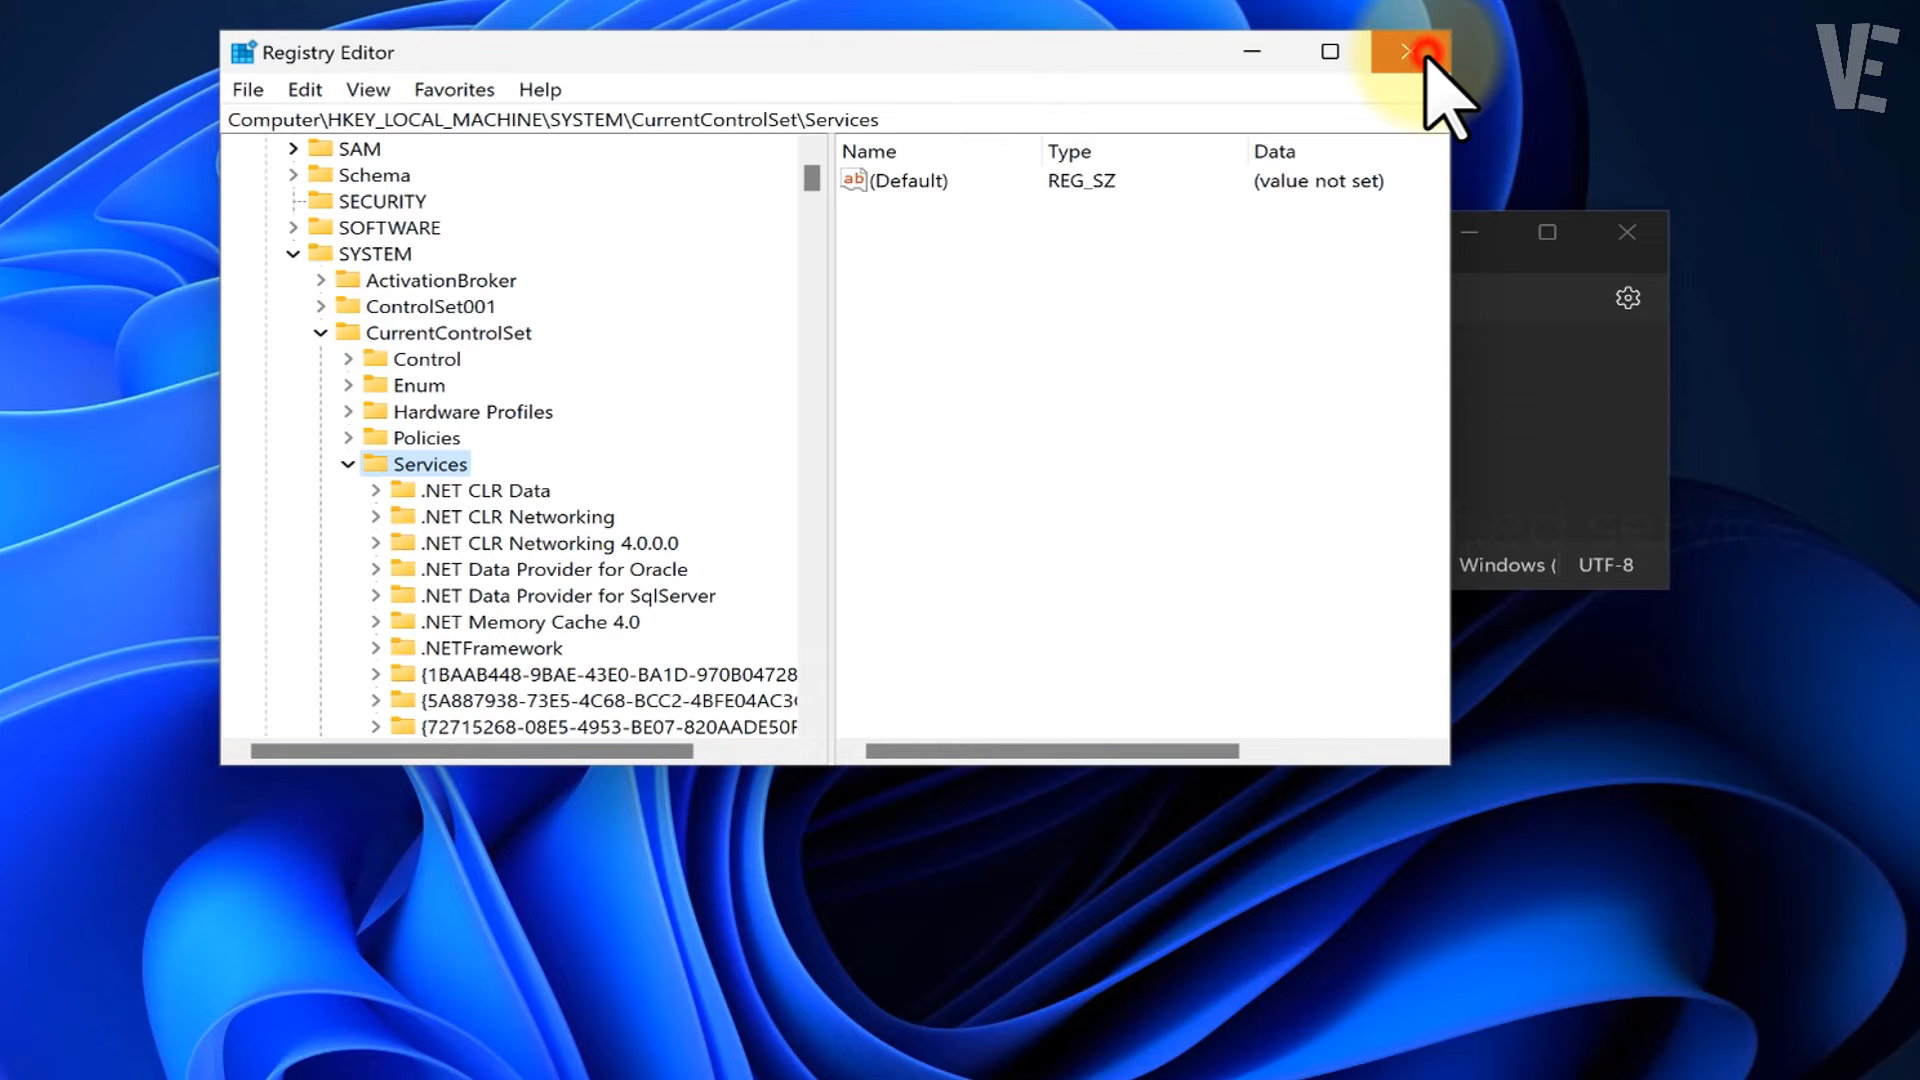 Registry Editor
File Edit View Favorites Help
Computer\HKEY_LOCAL_MACHINE\SYSTEM\CurrentControlSet\Services
SAM
Schema
SECURITY
SOFTWARE
SYSTEM
ActivationBroker
ControlSet001
CurrentControlSet
Control
Enum
Hardware Profiles
Policies
Services
.NET CLR Data
.NET CLR Networking
.NET CLR Networking 4.0.0.0
.NET Data Provider for Oracle
.NET Data Provider for SqlServer
.NET Memory Cache 4.0
.NETFramework
{1BAAB448-9BAE-43E0-BA1D-970B04728
{5A887938-73E5-4C68-BCC2-4BFE04AC3
{72715268-08E5-4953-BE07-820AADE50F
Name Type Data
ab (Default) REG_SZ (value not set)
Windows ( UTF-8
VE